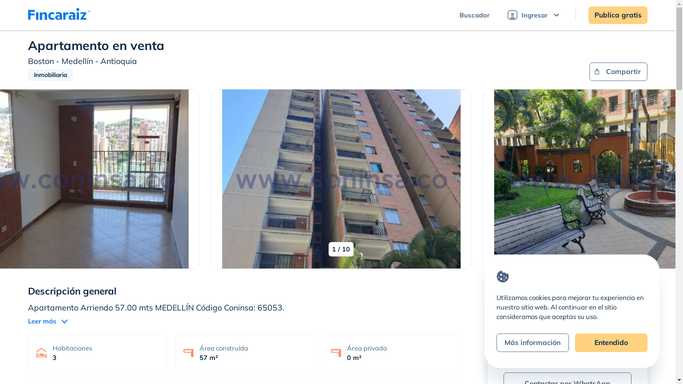 Fincaraiz
Buscador
Ingresar
Publica gratis
Apartamento en venta
Boston - Medellín - Antioquia
Inmobiliaria
Compartir
w.coninsa.co
www.coninsa.co
www.con
1 / 10
Descripción general
Apartamento Arriendo 57.00 mts MEDELLÍN Código Coninsa: 65053.
Leer más
Habitaciones
3
Área construida
57 m²
Área privada
0 m²
Utilizamos cookies para mejorar tu experiencia en
nuestro sitio web. Al continuar en el sitio
consideramos que aceptas su uso.
Más información
Entendido
Contactar por WhatsApp